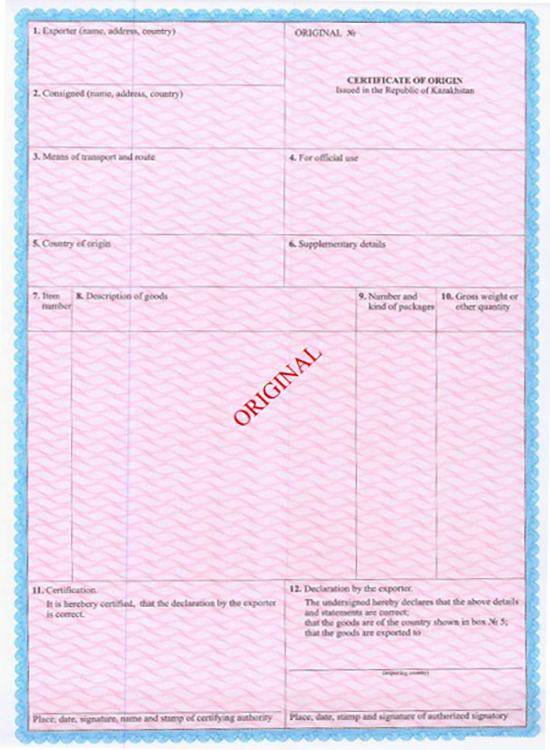 1. Exporter (name, address, country)
ORIGINAL №
CERTIFICATE OF ORIGIN
Issued in the Republic of Kazakhstan
2. Consigned (name, address, country)
3. Means of transport and route
4. For official use
5. Country of origin
6. Supplementary details
7. Item
number
8. Description of goods
9. Number and
kind of packages
10. Gross weight or
other quantity
ORIGINAL
11. Certification.
It is herebery certified, that the declaration by the exporter
is correct.
12. Declaration by the exporter.
The undersigned hereby declares that the above details
and statements are correct;
that the goods are of the country shown in box № 5;
that the goods are exported to
(importing country)
Place, date, signature, name and stamp of certifying authority
Place, date, stamp and signature of authorized signatory